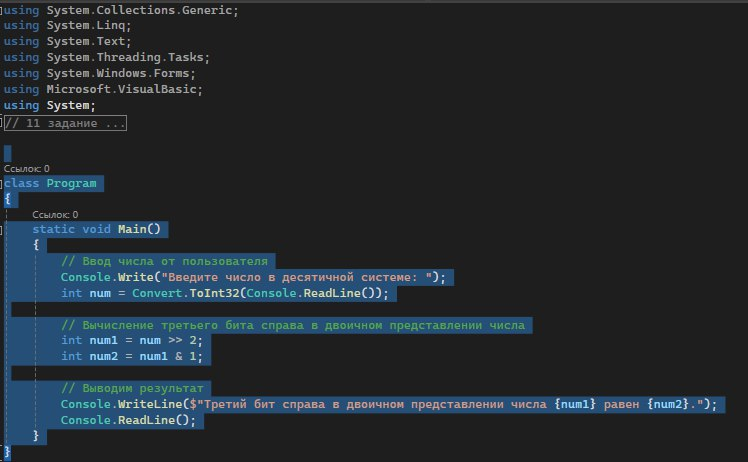 using System.Collections.Generic;
using System.Linq;
using System.Text;
using System.Threading.Tasks;
using System.Windows.Forms;
using Microsoft.VisualBasic;
using System;
// 11 задание ...
Ссылок: 0
class Program
{
Ссылок: 0
static void Main()
{
// Ввод числа от пользователя
Console.Write("Введите число в десятичной системе: ");
int num = Convert.ToInt32(Console.ReadLine());
// Вычисление третьего бита справа в двоичном представлении числа
int num1 = num >> 2;
int num2 = num1 & 1;
// Выводим результат
Console.WriteLine($"Третий бит справа в двоичном представлении числа {num1} равен {num2}.");
Console.ReadLine();
}
}